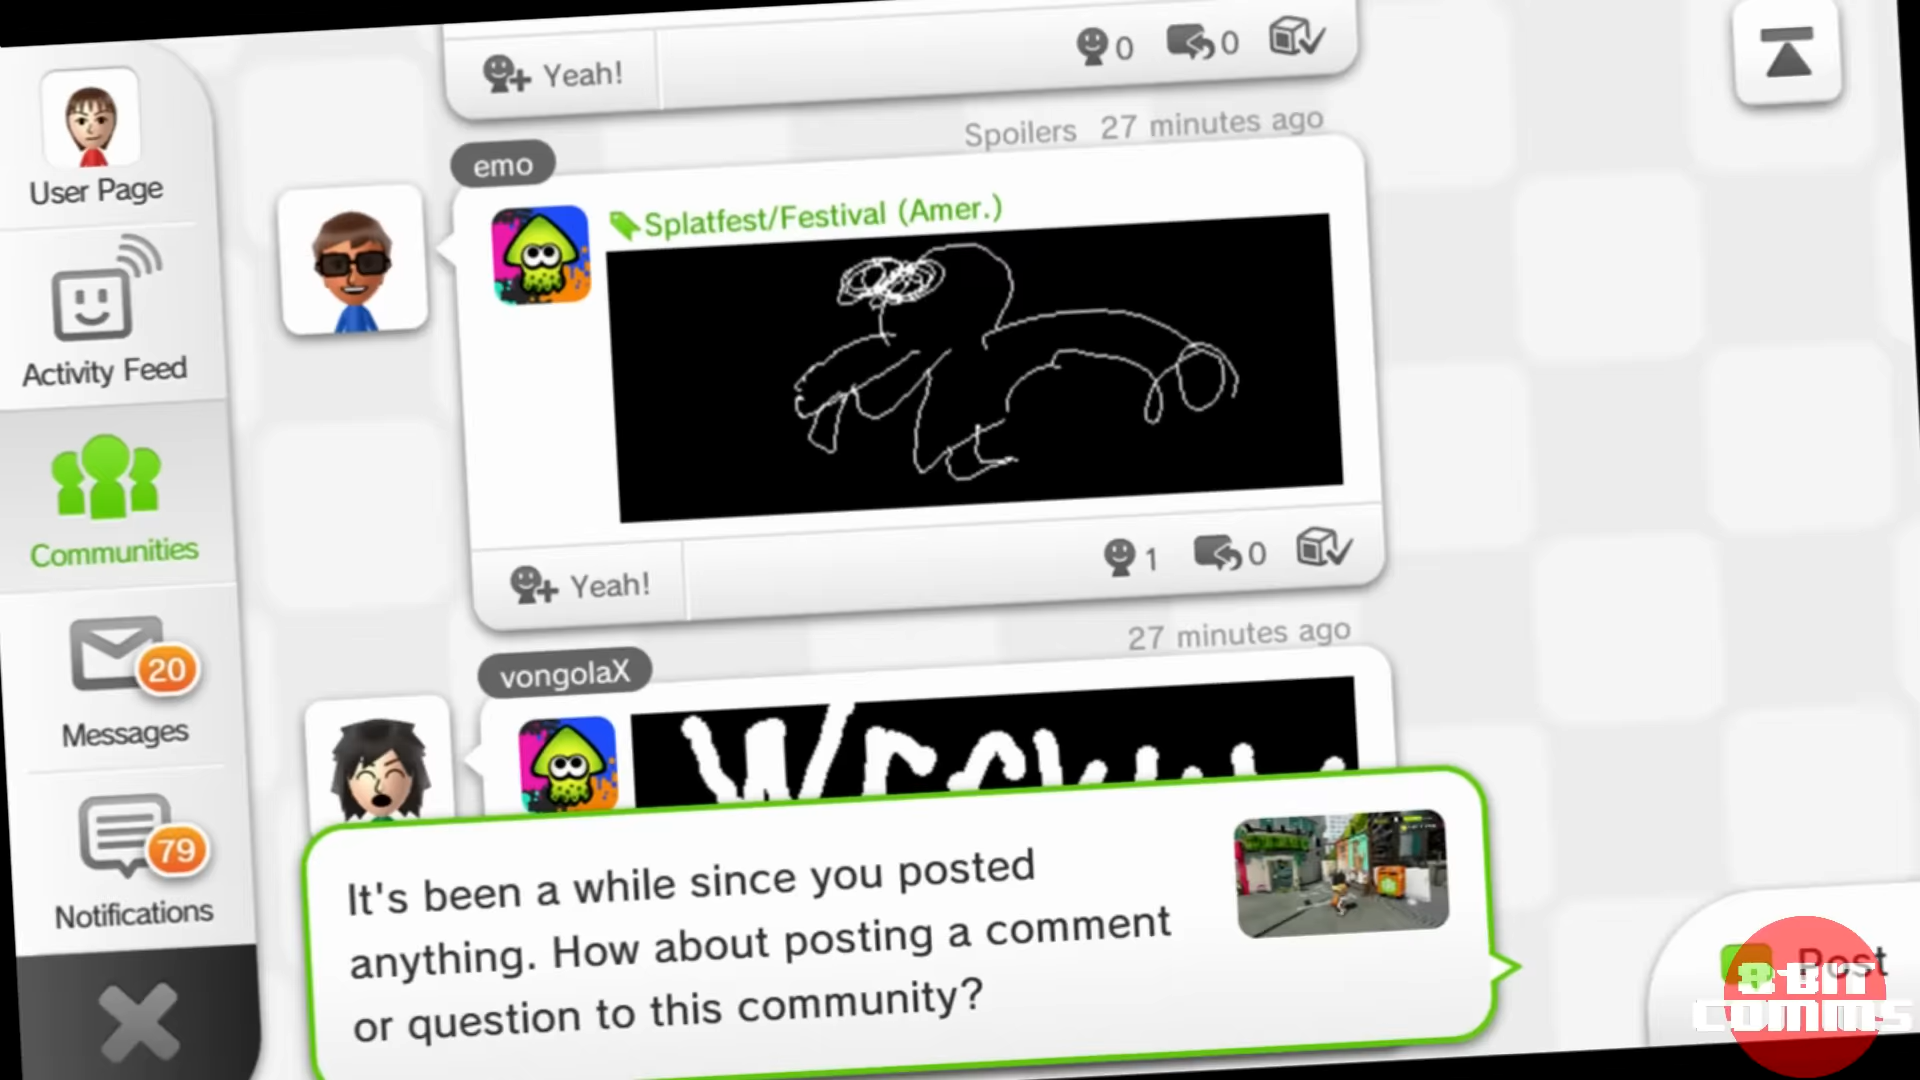 Yeah!
0
0
Spoilers 27 minutes ago
User Page
emo
Splatfest/Festival (Amer.)
Activity Feed
Communities
Yeah!
1
0
27 minutes ago
vongolaX
20
Messages
79
Notifications
It's been a while since you posted
anything. How about posting a comment
or question to this community?
Post
8-BIT
COMMS